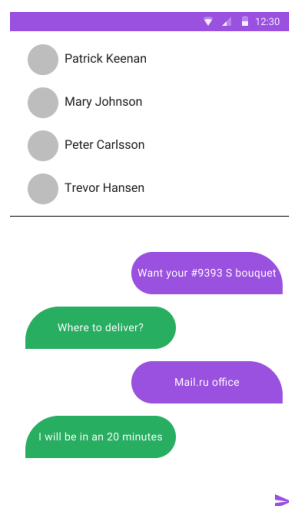 12:30
Patrick Keenan
Mary Johnson
Peter Carlsson
Trevor Hansen
Want your #9393 S bouquet
Where to deliver?
Mail.ru office
I will be in an 20 minutes